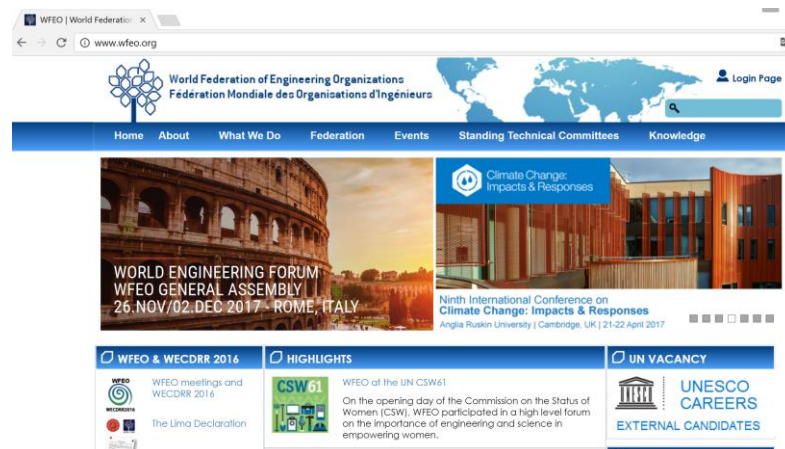 WFEO | World Federation
www.wfeo.org
World Federation of Engineering Organizations
Fédération Mondiale des Organisations d'Ingénieurs
Login Page
Home About What We Do Federation Events Standing Technical Committees Knowledge
WORLD ENGINEERING FORUM
WFEO GENERAL ASSEMBLY
26.NOV/02.DEC 2017 - ROME, ITALY
Climate Change:
Impacts & Responses
Ninth International Conference on
Climate Change: Impacts & Responses
Anglia Ruskin University | Cambridge, UK | 21-22 April 2017
WFEO & WECDRR 2016
WFEO
WECDRR2016
WFEO meetings and
WECDRR 2016
The Lima Declaration
HIGHLIGHTS
CSW61
WFEO at the UN CSW61
On the opening day of the Commission on the Status of
Women (CSW), WFEO participated in a high level forum
on the importance of engineering and science in
empowering women.
UN VACANCY
UNESCO
UNESCO
CAREERS
EXTERNAL CANDIDATES